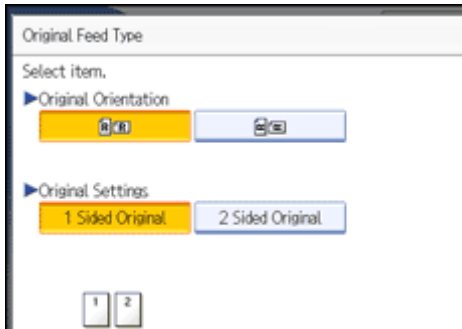 Original Feed Type
Select item.
▶Original Orientation
R R
▶Original Settings
1 Sided Original 2 Sided Original
1 2